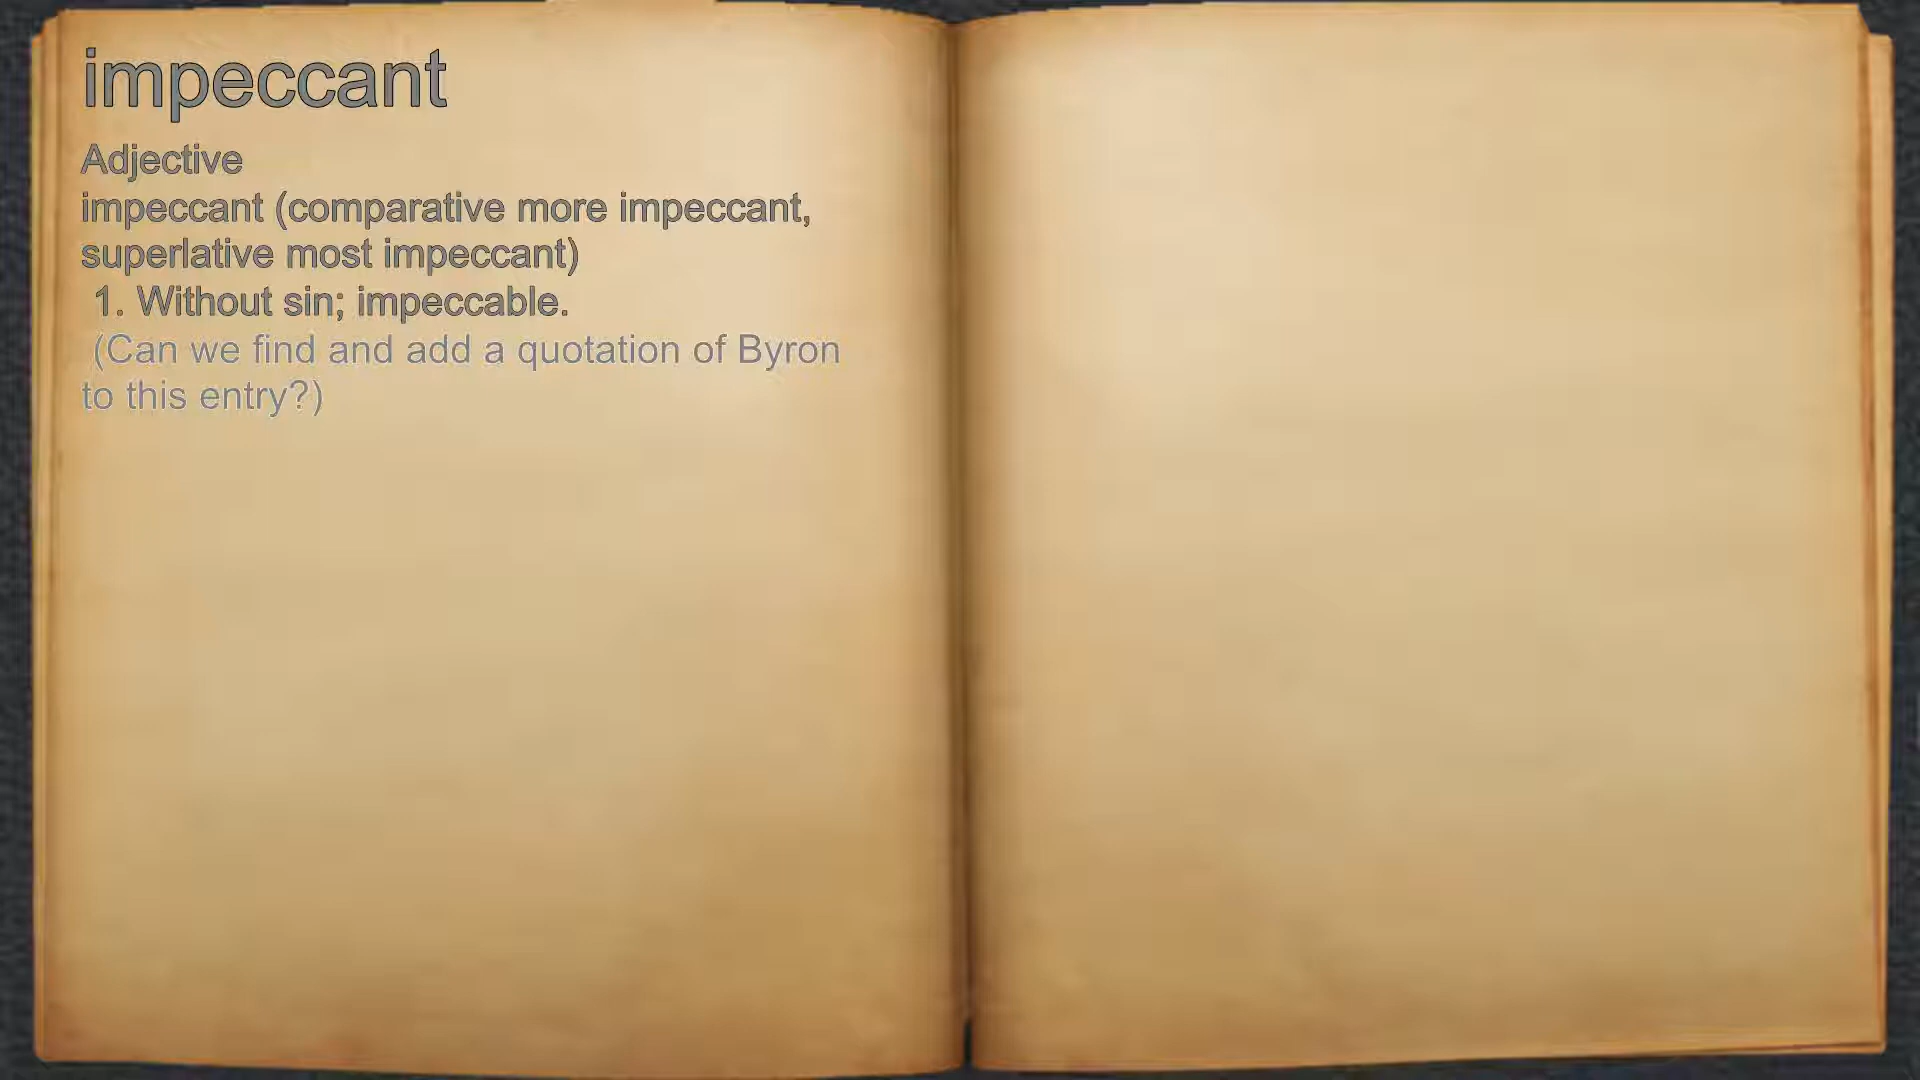 impeccant
Adjective
impeccant (comparative more impeccant,
superlative most impeccant)
1. Without sin; impeccable.
(Can we find and add a quotation of Byron
to this entry?)